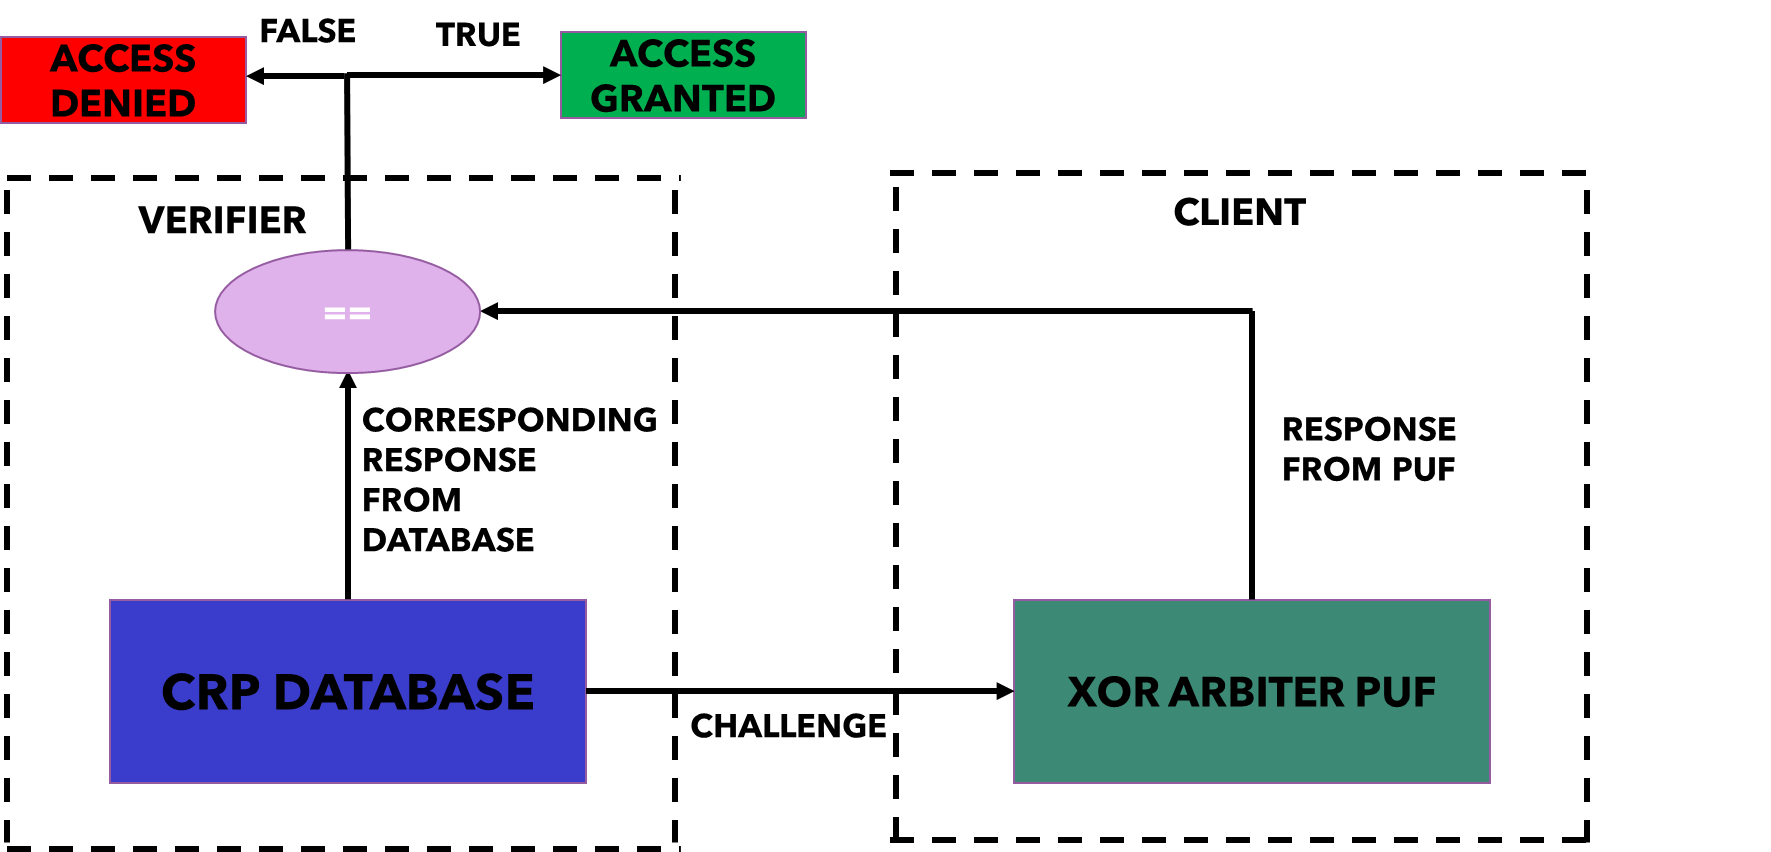 FALSE
TRUE
ACCESS
DENIED
ACCESS
GRANTED
VERIFIER
CLIENT
==
CORRESPONDING
RESPONSE
FROM
DATABASE
RESPONSE
FROM PUF
CRP DATABASE
XOR ARBITER PUF
CHALLENGE